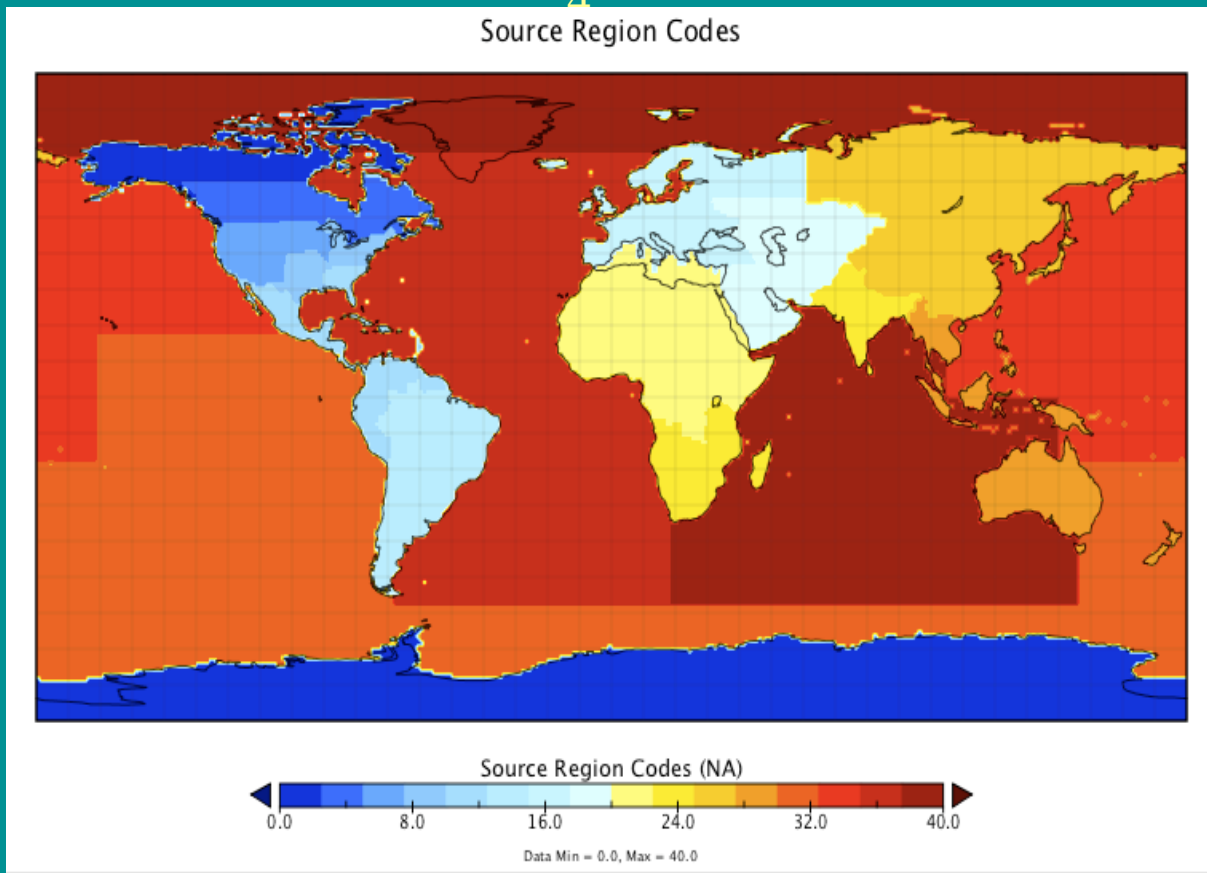 4
Source Region Codes
Source Region Codes (NA)
0.0 8.0 16.0 24.0 32.0 40.0
Data Min = 0.0, Max = 40.0